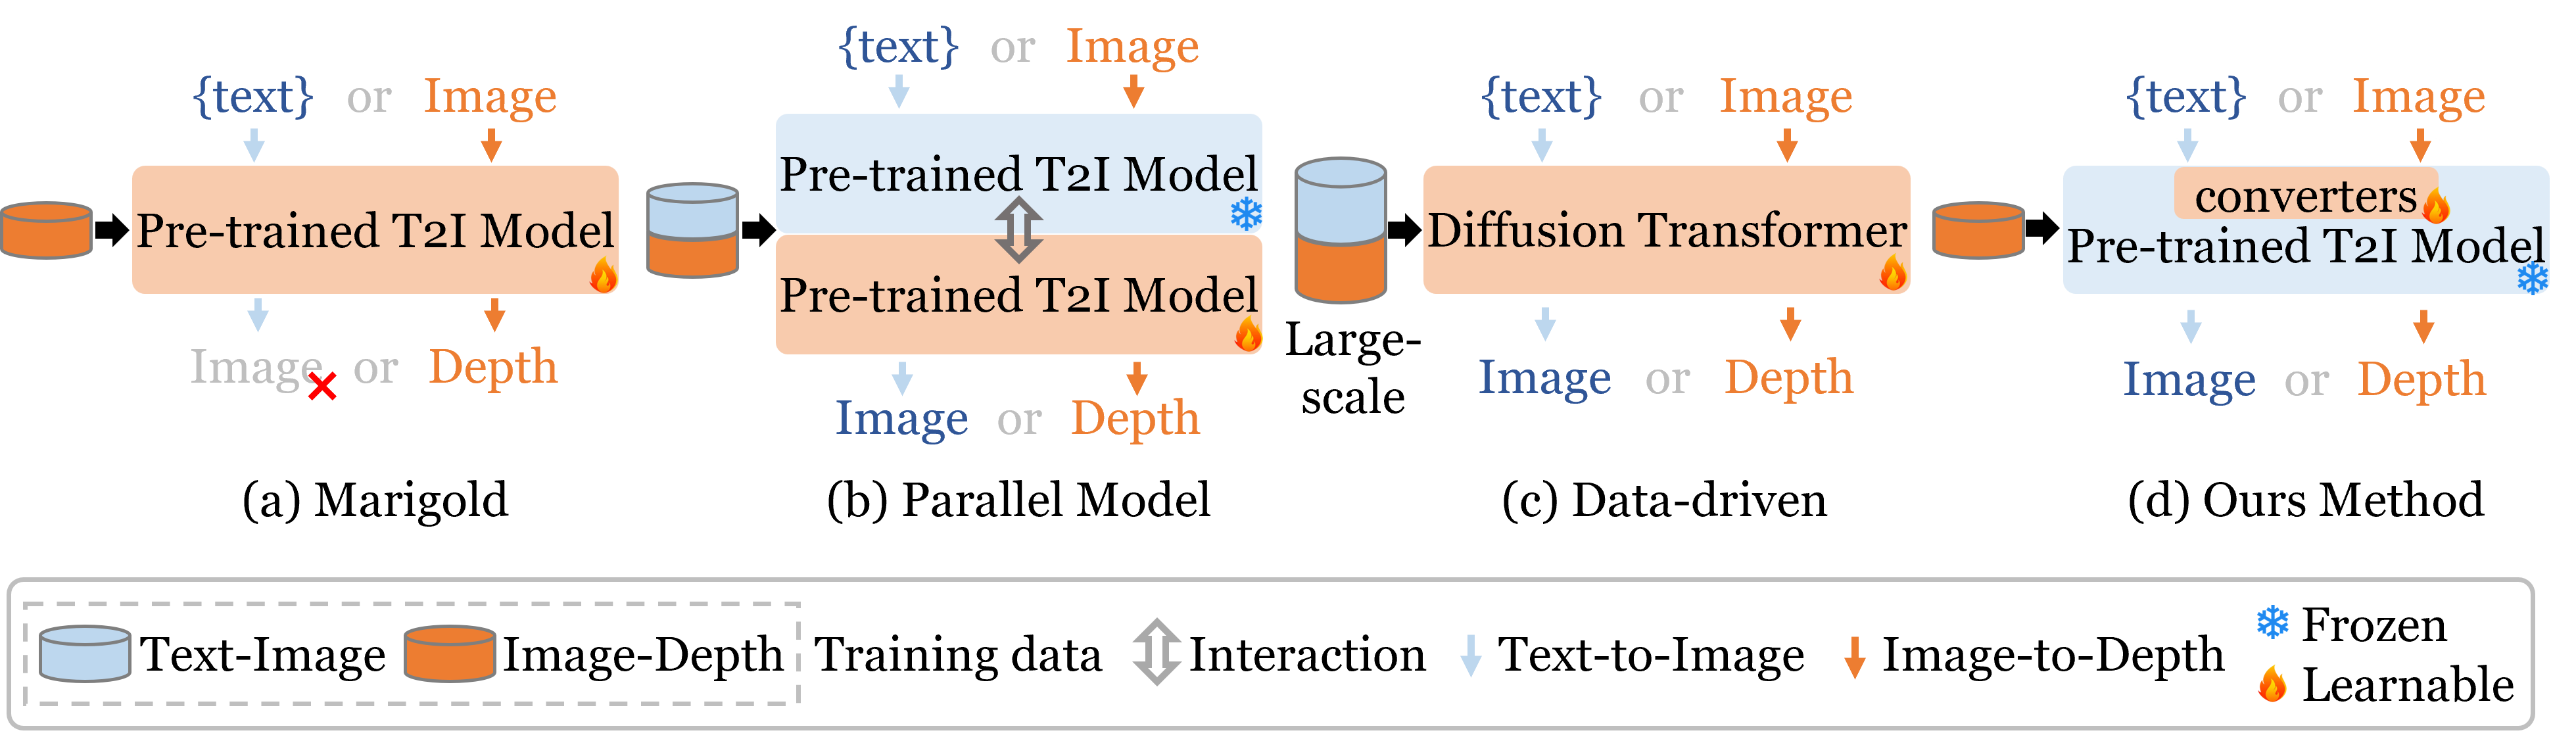 {text} or Image
Pre-trained T2I Model
Image or Depth
(a) Marigold
{text} or Image
Pre-trained T2I Model
Pre-trained T2I Model
Image or Depth
(b) Parallel Model
{text} or Image
Large-
scale
Diffusion Transformer
Image or Depth
(c) Data-driven
{text} or Image
converters
Pre-trained T2I Model
Image or Depth
(d) Ours Method
Text-Image Image-Depth Training data Interaction Text-to-Image Image-to-Depth
Frozen
Learnable